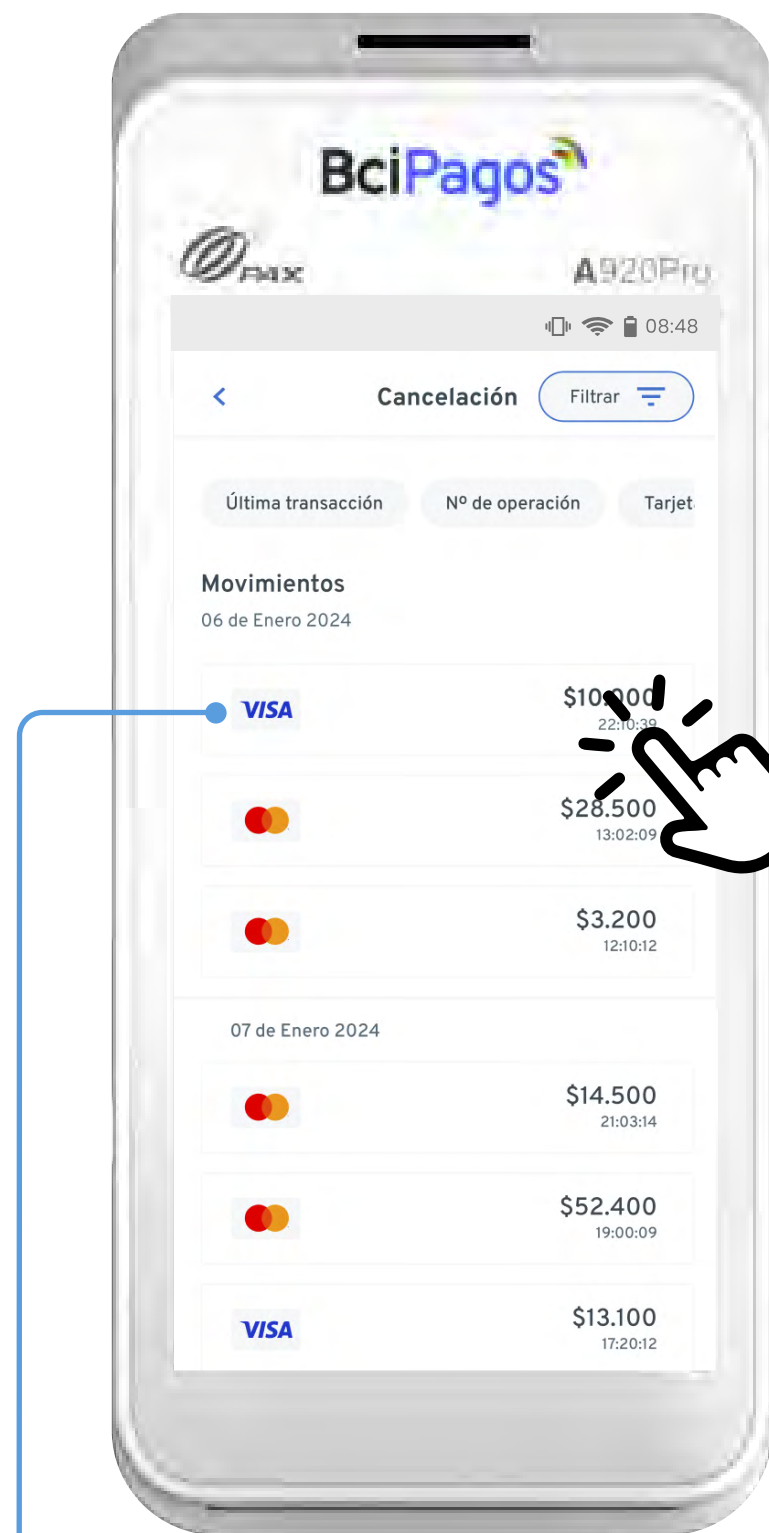 BciPagos
PAX
A920Pro
08:48
Cancelación
Filtrar
Última transacción
Nº de operación
Tarjet
Movimientos
06 de Enero 2024
VISA
$10.000
22:10:39
$28.500
13:02:09
$3.200
12:10:12
07 de Enero 2024
$14.500
21:03:14
$52.400
19:00:09
VISA
$13.100
17:20:12